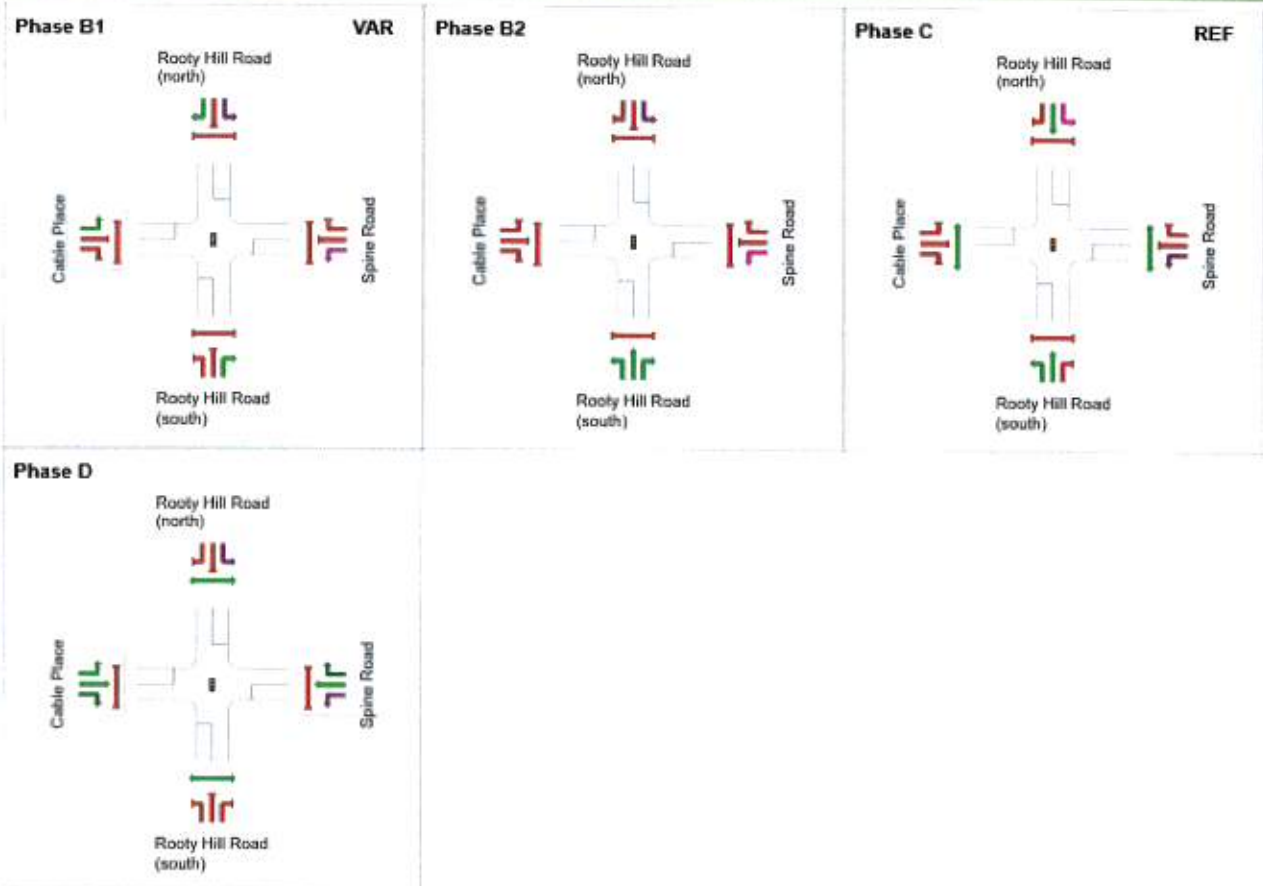 Phase B1 VAR
Rooty Hill Road
(north)
Cable Place
Spine Road
Rooty Hill Road
(south)
Phase B2
Rooty Hill Road
(north)
Cable Place
Spine Road
Rooty Hill Road
(south)
Phase C REF
Rooty Hill Road
(north)
Cable Place
Spine Road
Rooty Hill Road
(south)
Phase D
Rooty Hill Road
(north)
Cable Place
Spine Road
Rooty Hill Road
(south)